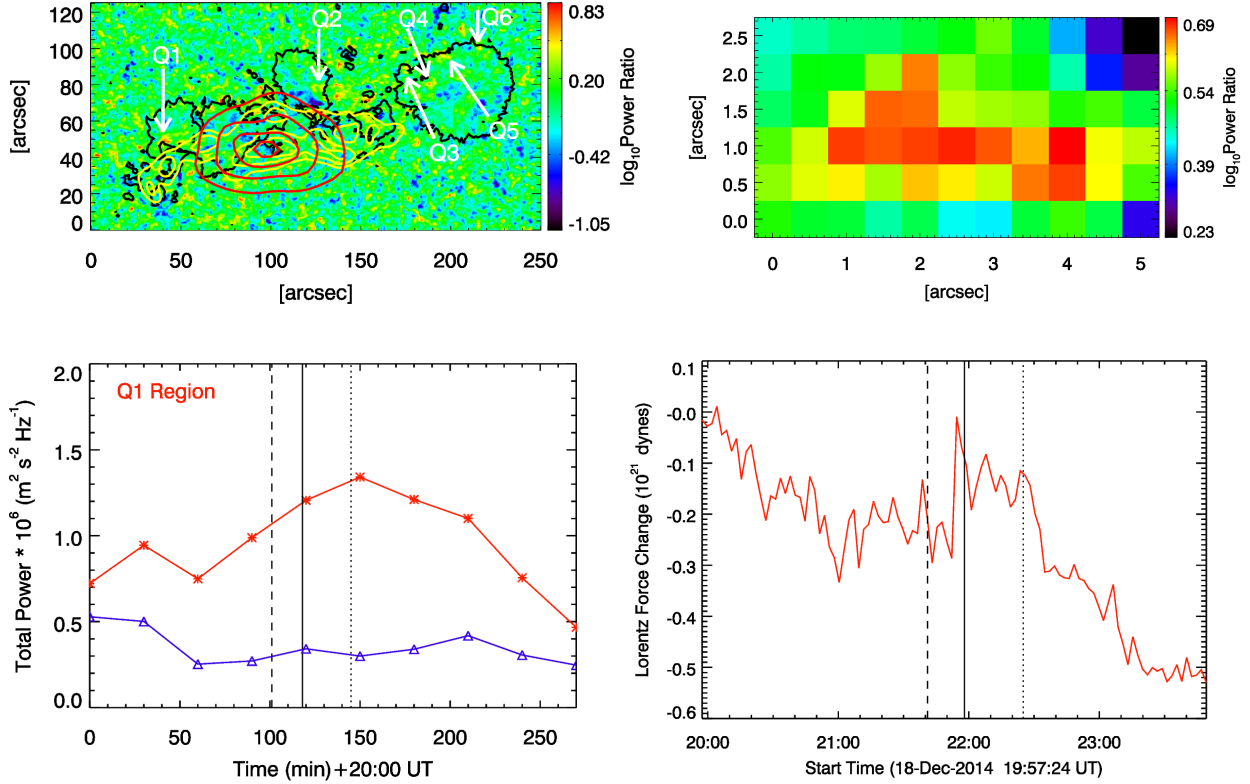 120
100
80
60
40
20
0
[arcsec]
Q1
Q2
Q4
Q6
Q3
Q5
0 50 100 150 200 250
[arcsec]
0.83
0.20
-0.42
-1.05
log₁₀Power Ratio
2.5
2.0
1.5
1.0
0.5
0.0
[arcsec]
0 1 2 3 4 5
[arcsec]
0.69
0.54
0.39
0.23
log₁₀Power Ratio
2.0
1.5
1.0
0.5
0.0
Total Power * 10⁶ (m² s⁻² Hz⁻¹)
Q1 Region
0 50 100 150 200 250
Time (min)+20:00 UT
0.1
-0.0
-0.1
-0.2
-0.3
-0.4
-0.5
-0.6
Lorentz Force Change (10²¹ dynes)
20:00 21:00 22:00 23:00
Start Time (18-Dec-2014 19:57:24 UT)